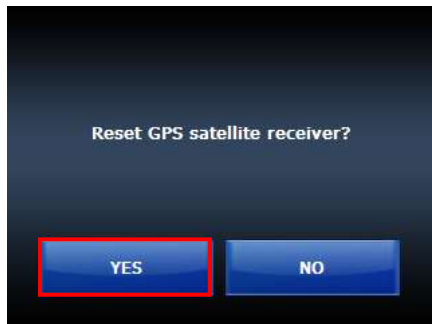 Reset GPS satellite receiver?
YES NO